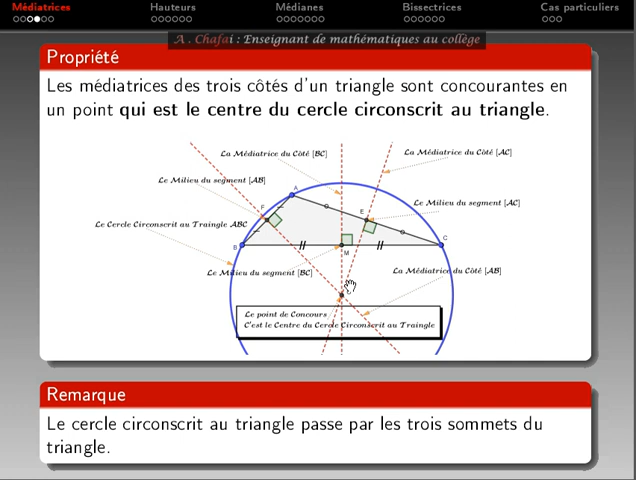 Médiatrices Hauteurs Médianes Bissectrices Cas particuliers
A . Chafai : Enseignant de mathématiques au collège
Propriété
Les médiatrices des trois côtés d'un triangle sont concourantes en
un point qui est le centre du cercle circonscrit au triangle.
La Médiatrice du Côté [BC]
La Médiatrice du Côté [AC]
Le Milieu du segment [AB]
A
Le Milieu du segment [AC]
F
E
Le Cercle Circonscrit au Traingle ABC
B
C
M
Le Milieu du segment [BC]
La Médiatrice du Côté [AB]
Le point de Concours
C'est le Centre du Cercle Circonscrit au Traingle
Remarque
Le cercle circonscrit au triangle passe par les trois sommets du
triangle.